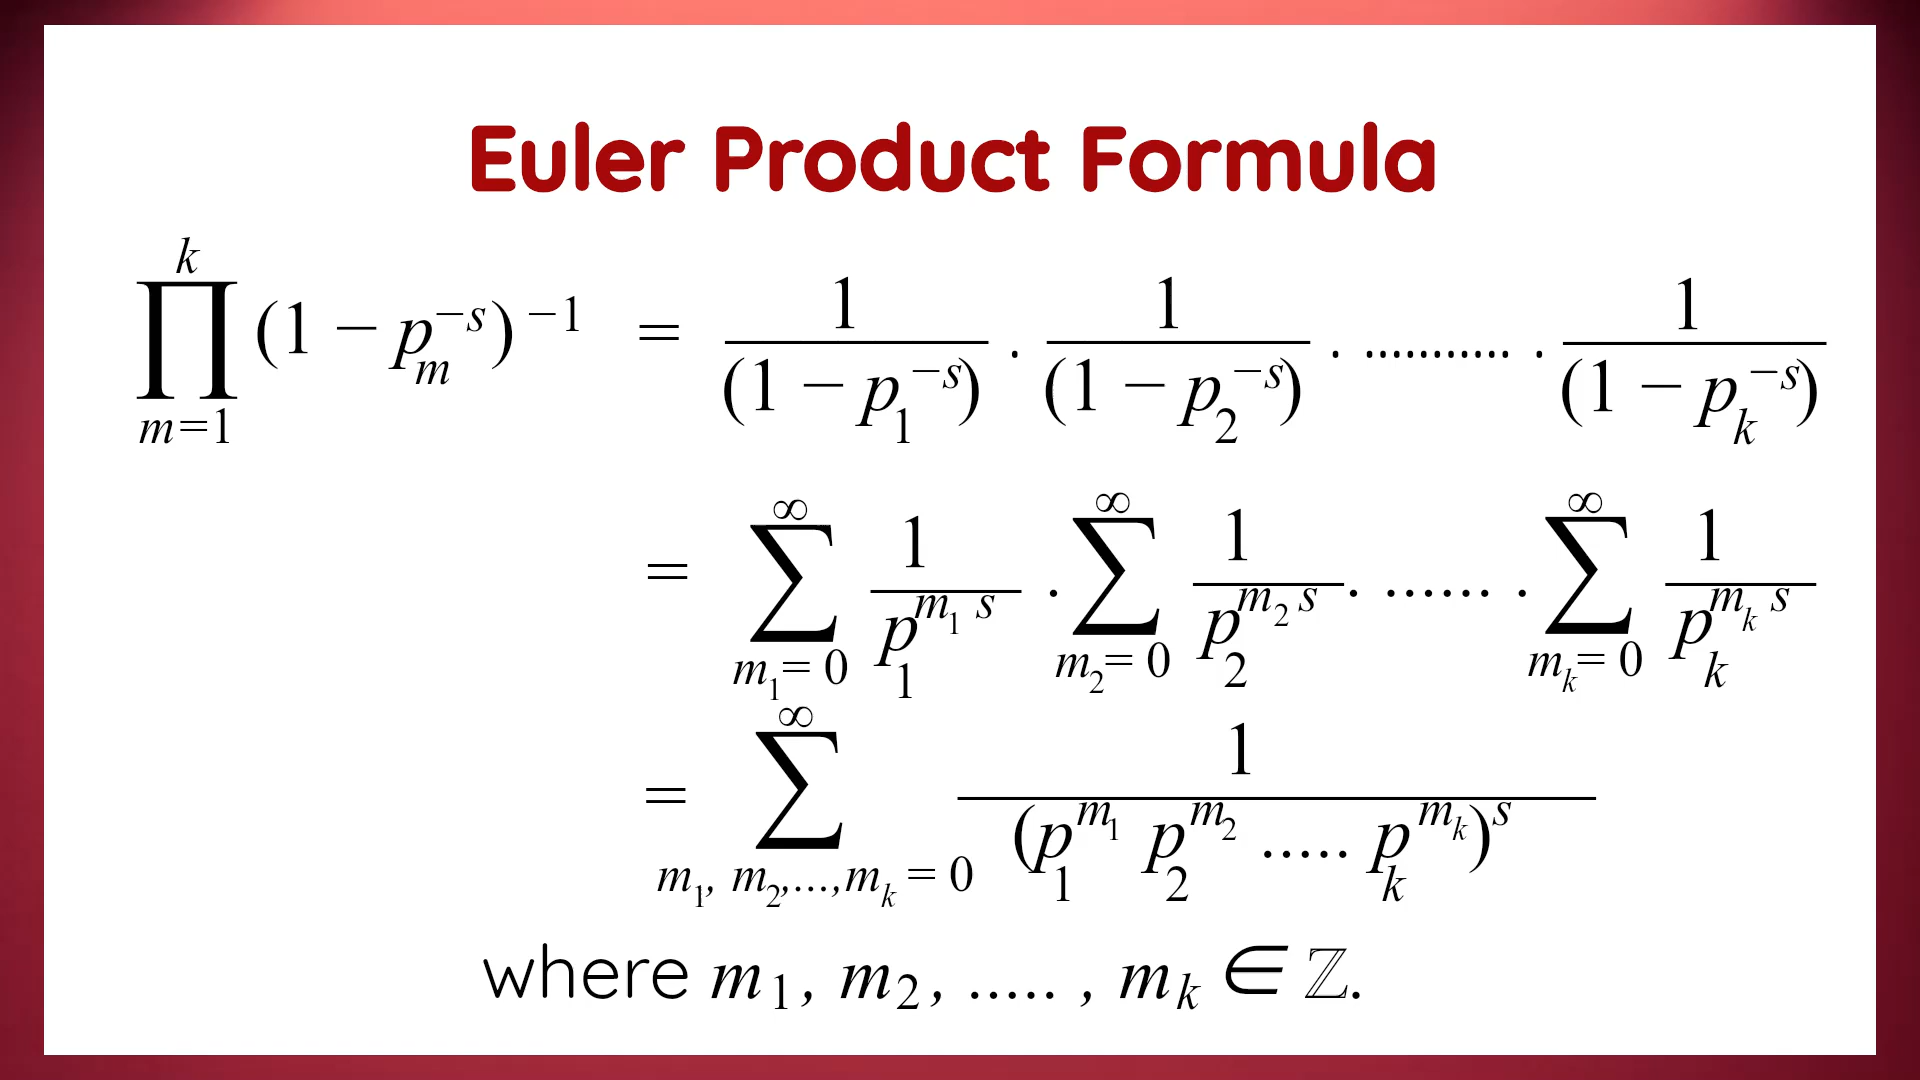 Euler Product Formula
∏_{m=1}^{k} (1 − p_m^{−s})^{−1} = 1/(1 − p_1^{−s}) . 1/(1 − p_2^{−s}) . ........... . 1/(1 − p_k^{−s})
= ∑_{m_1=0}^{∞} 1/p_1^{m_1 s} . ∑_{m_2=0}^{∞} 1/p_2^{m_2 s} . ...... . ∑_{m_k=0}^{∞} 1/p_k^{m_k s}
= ∑_{m_1, m_2,...,m_k = 0}^{∞} 1/(p_1^{m_1} p_2^{m_2} ..... p_k^{m_k})^s
where m_1, m_2, ..... , m_k ∈ ℤ.